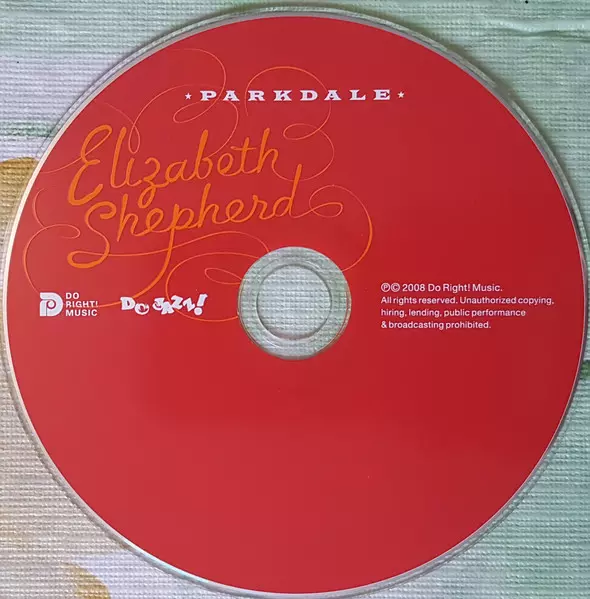 ★ PARKDALE ★
Elizabeth
Shepherd
DO
RIGHT!
MUSIC
DO JAZZ!
℗© 2008 Do Right! Music.
All rights reserved. Unauthorized copying,
hiring, lending, public performance
& broadcasting prohibited.